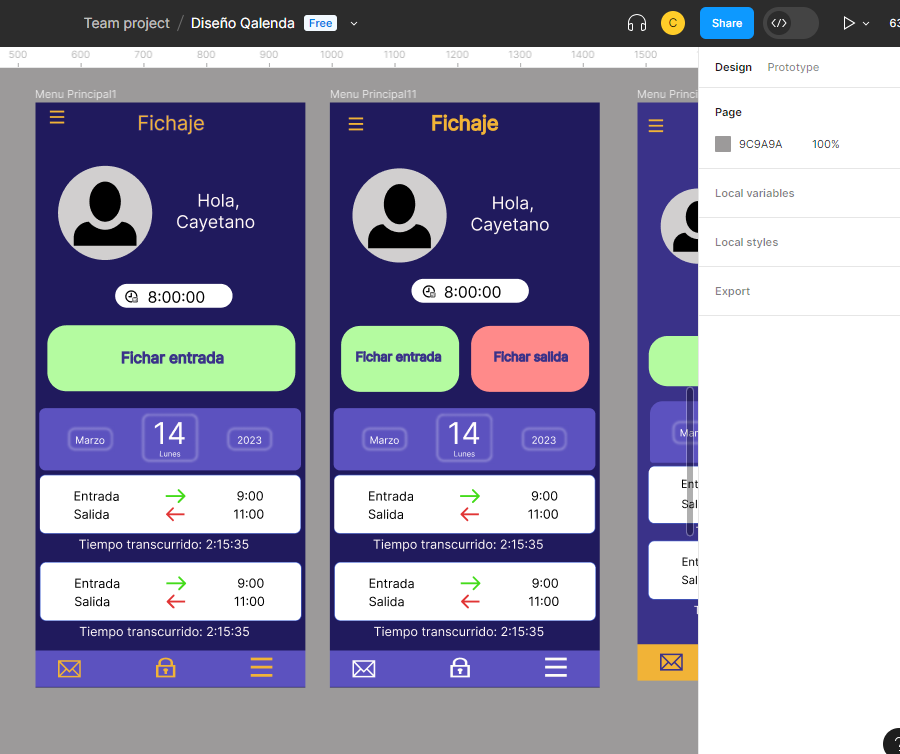 Team project / Diseño Qalenda Free
C Share 63
500 600 700 800 900 1000 1100 1200 1300 1400 1500
Design Prototype
Page
9C9A9A 100%
Local variables
Local styles
Export
Menu Principal1
Fichaje
Hola,
Cayetano
8:00:00
Fichar entrada
Marzo 14 2023
Lunes
Entrada 9:00
Salida 11:00
Tiempo transcurrido: 2:15:35
Entrada 9:00
Salida 11:00
Tiempo transcurrido: 2:15:35
Menu Principal11
Fichaje
Hola,
Cayetano
8:00:00
Fichar entrada Fichar salida
Marzo 14 2023
Lunes
Entrada 9:00
Salida 11:00
Tiempo transcurrido: 2:15:35
Entrada 9:00
Salida 11:00
Tiempo transcurrido: 2:15:35
Menu Princi
Mar
Ent
Sal
Ent
Sal
T
?